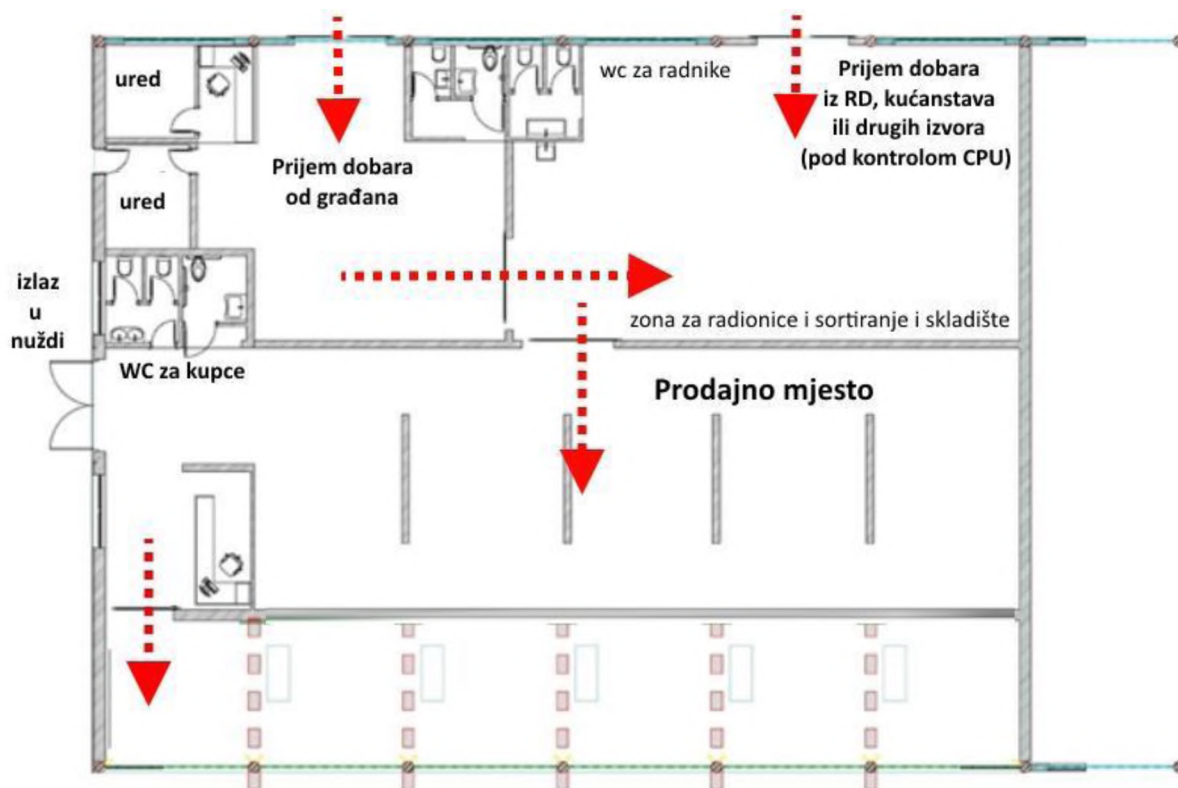 ured
wc za radnike
Prijem dobara
iz RD, kućanstava
ili drugih izvora
(pod kontrolom CPU)
Prijem dobara
od građana
ured
izlaz
u
nuždi
zona za radionice i sortiranje i skladište
WC za kupce
Prodajno mjesto